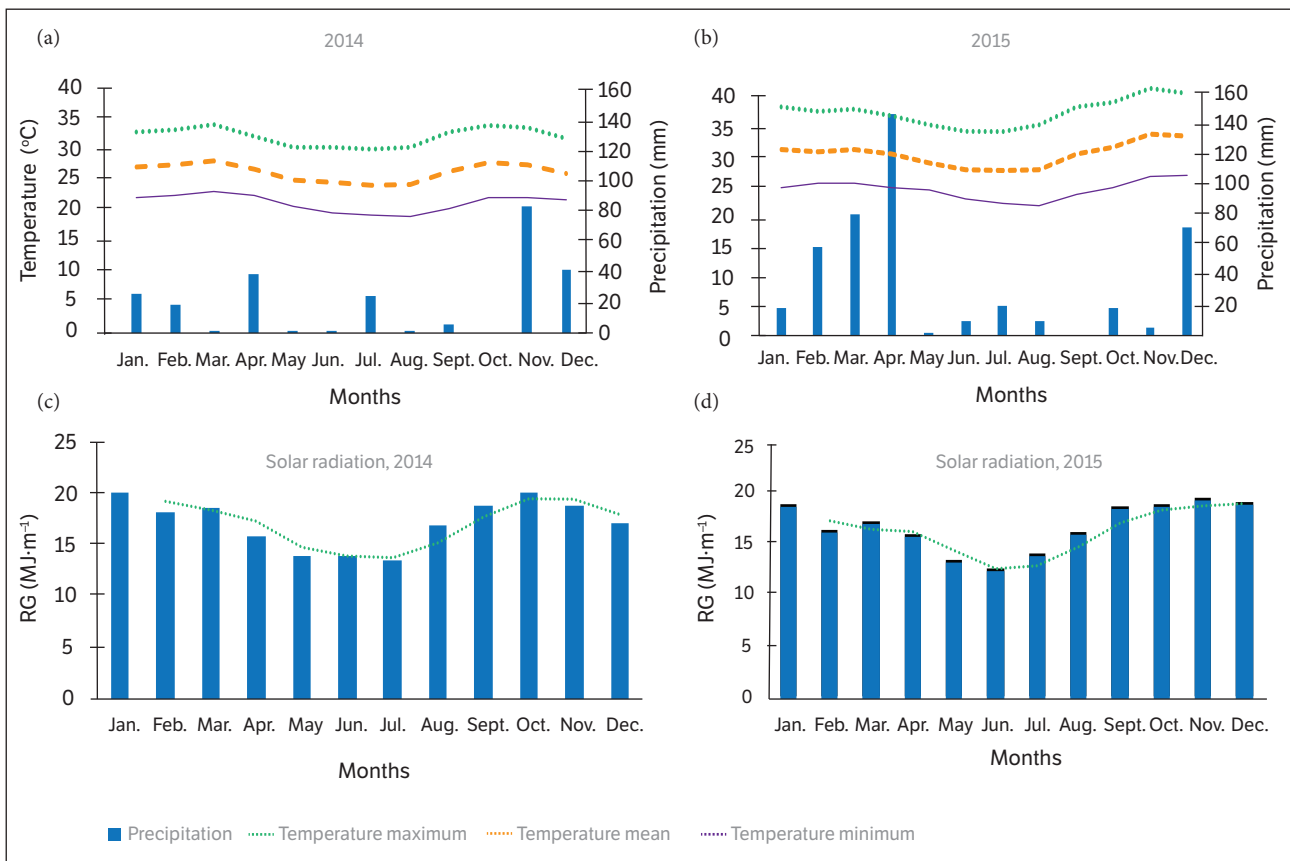 (a)
2014
Temperature (°C)
40
35
30
25
20
15
10
5
0
160
140
120
100
80
60
40
20
0
Precipitation (mm)
Jan. Feb. Mar. Apr. May Jun. Jul. Aug. Sept. Oct. Nov. Dec.
Months
(b)
2015
40
35
30
25
20
15
10
5
0
160
140
120
100
80
60
40
20
Precipitation (mm)
Jan. Feb. Mar. Apr. May Jun. Jul. Aug. Sept. Oct. Nov. Dec.
Months
(c)
Solar radiation, 2014
RG (MJ·m⁻¹)
25
20
15
10
5
0
Jan. Feb. Mar. Apr. May Jun. Jul. Aug. Sept. Oct. Nov. Dec.
Months
(d)
Solar radiation, 2015
RG (MJ·m⁻¹)
25
20
15
10
5
0
Jan. Feb. Mar. Apr. May Jun. Jul. Aug. Sept. Oct. Nov. Dec.
Months
Precipitation Temperature maximum Temperature mean Temperature minimum